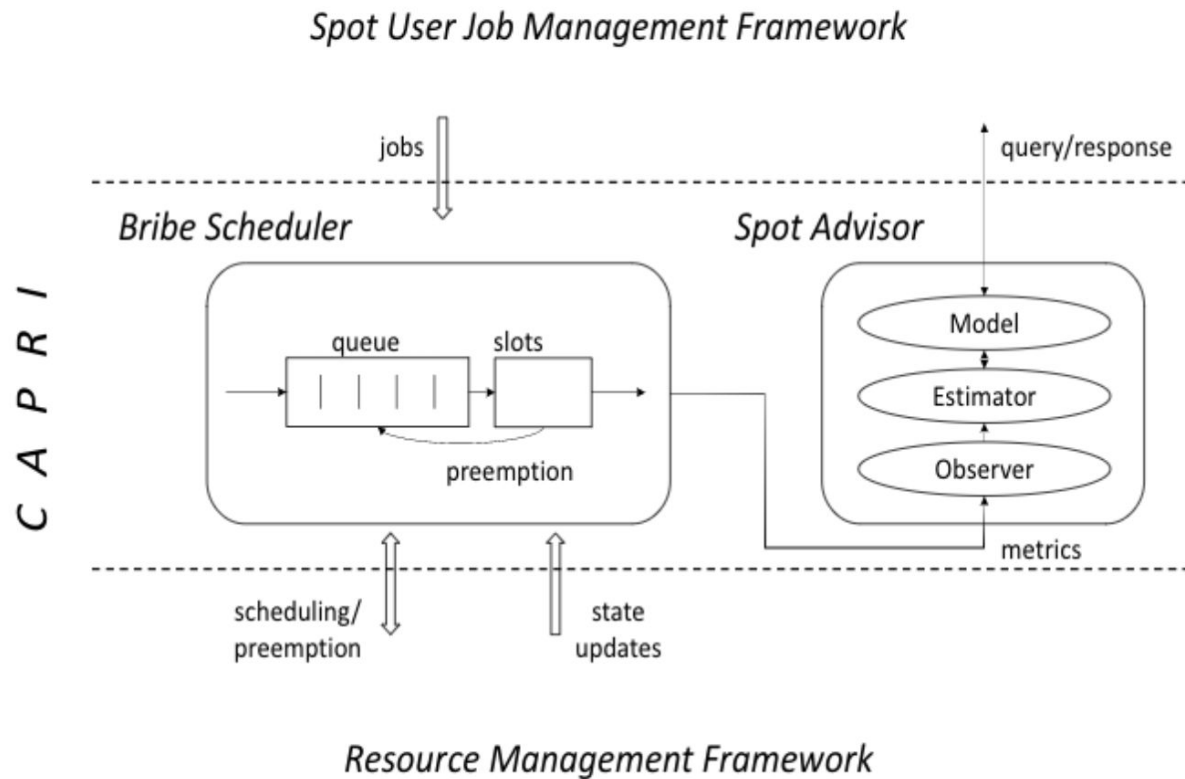 Spot User Job Management Framework
jobs
query/response
Bribe Scheduler
Spot Advisor
CAPRI
queue
slots
preemption
Model
Estimator
Observer
metrics
scheduling/
preemption
state
updates
Resource Management Framework